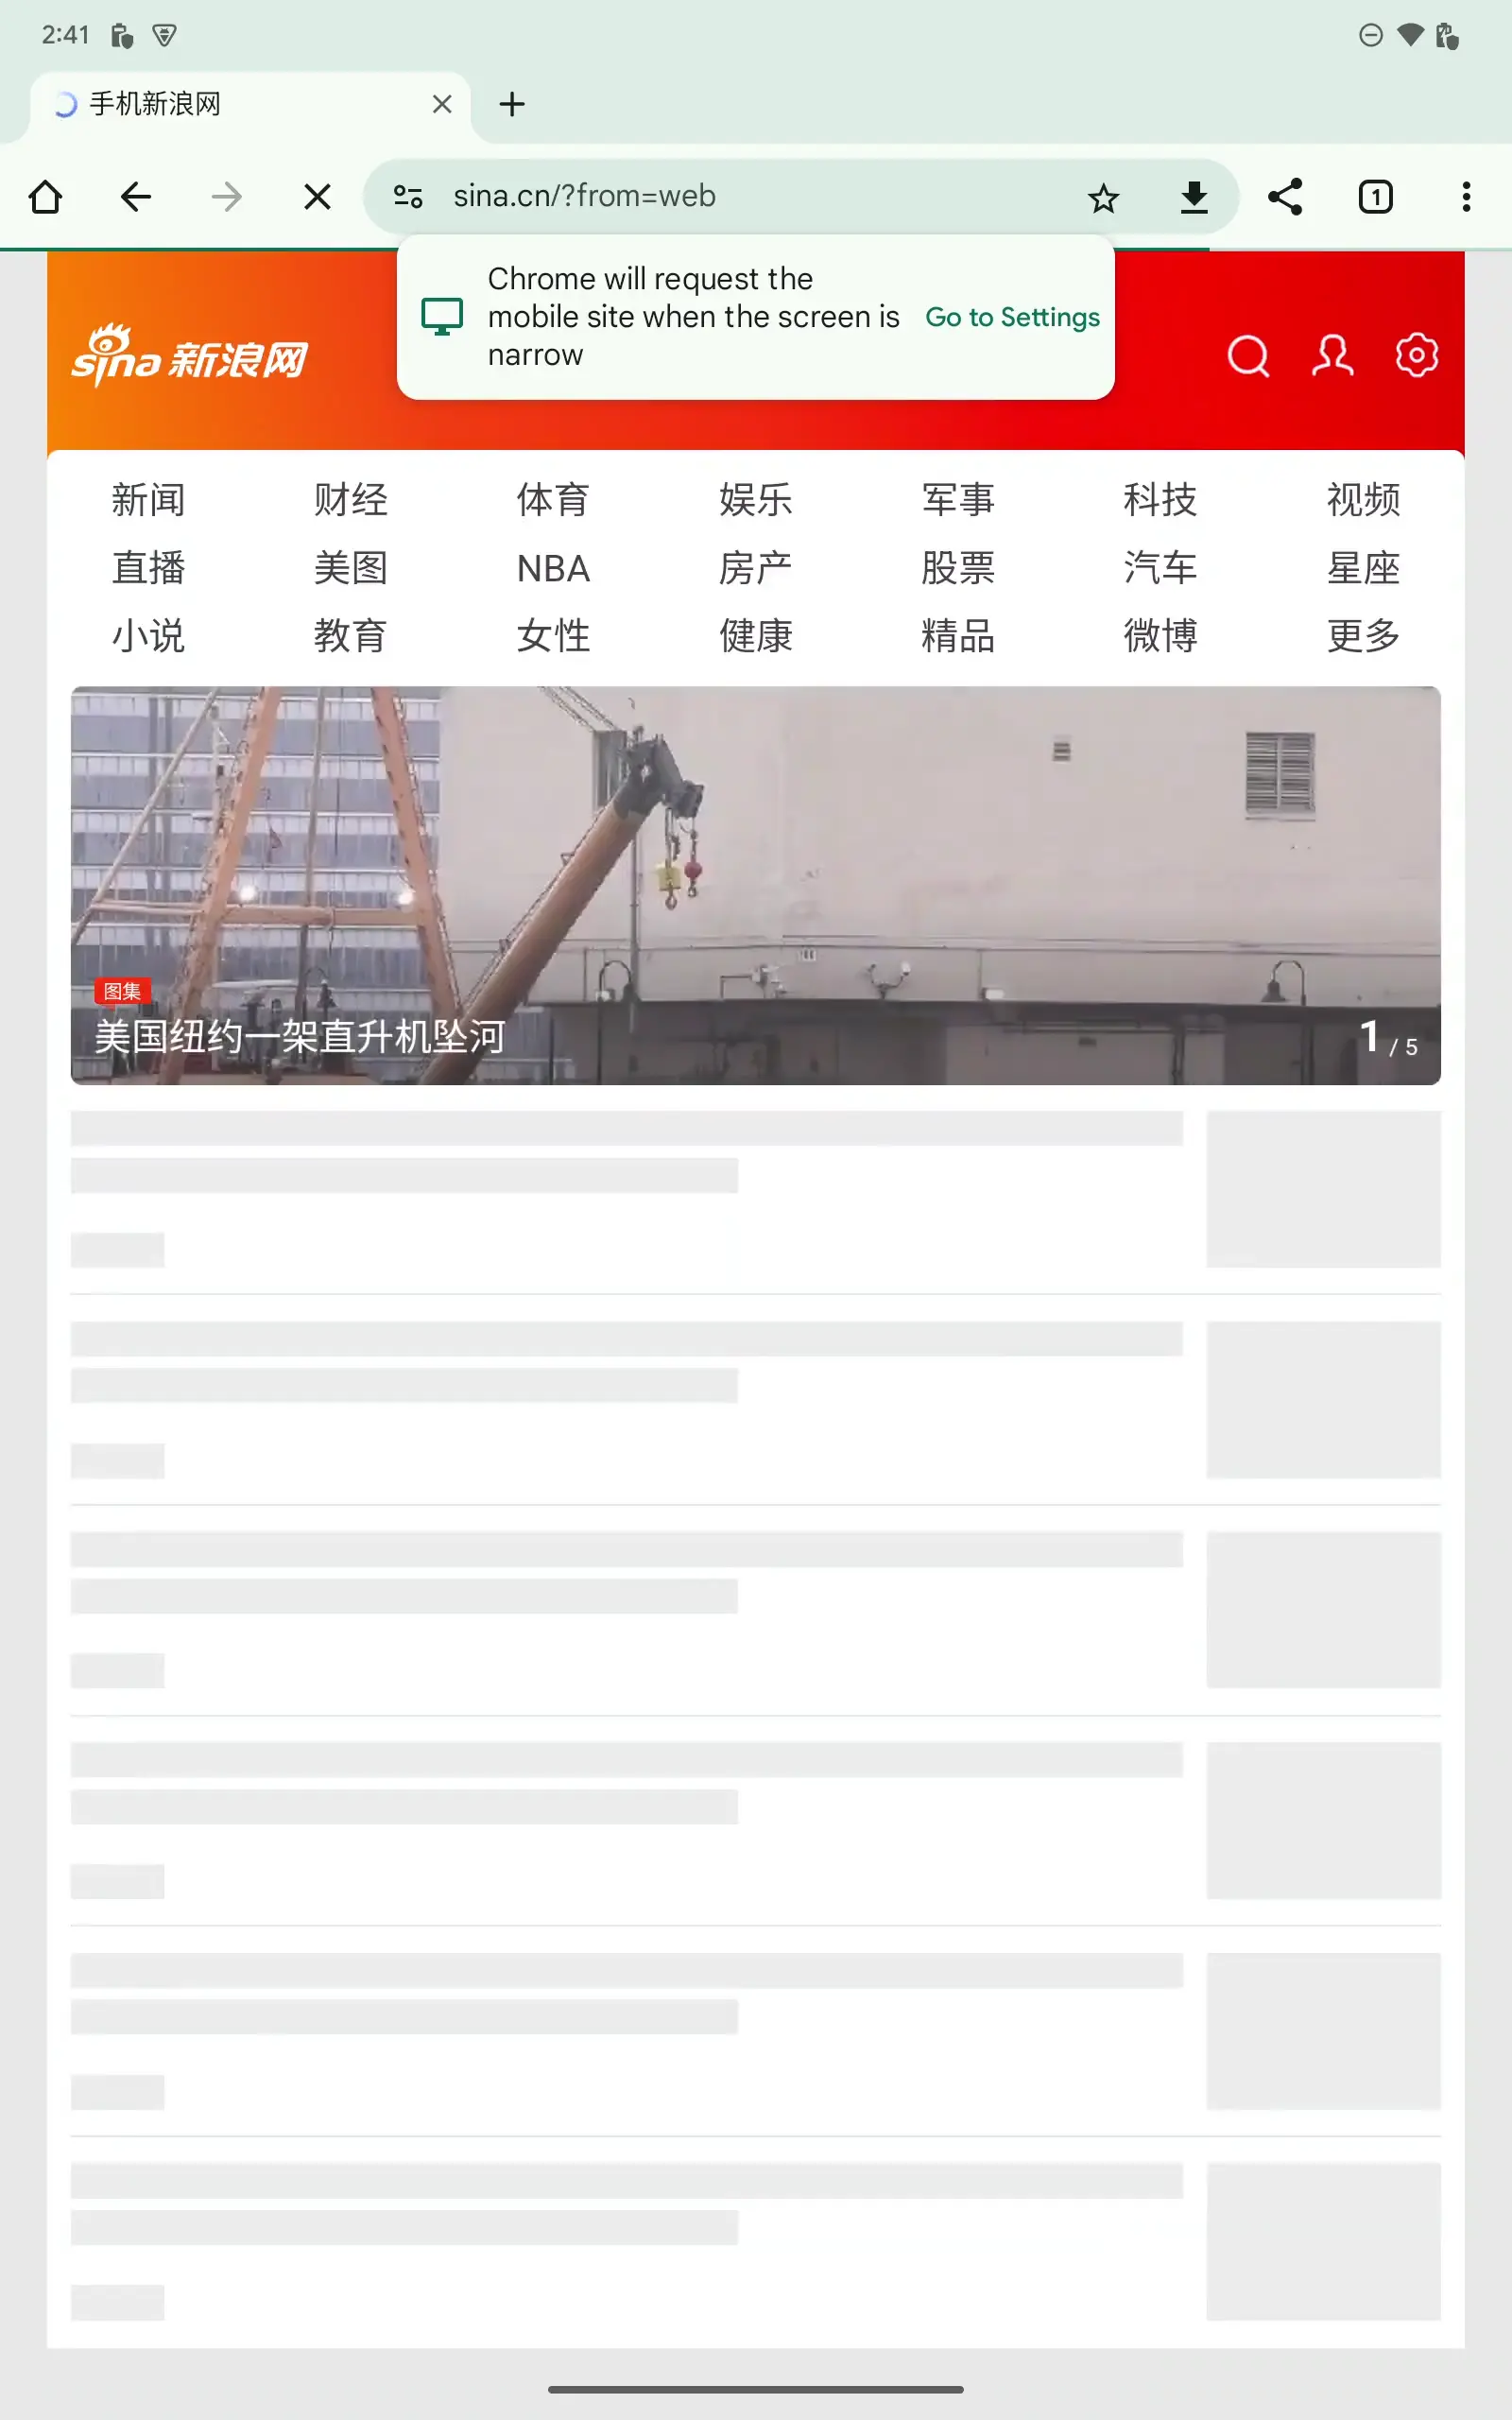 2:41
手机新浪网
sina.cn/?from=web
1
Chrome will request the
mobile site when the screen is
narrow
Go to Settings
sina 新浪网
新闻 财经 体育 娱乐 军事 科技 视频
直播 美图 NBA 房产 股票 汽车 星座
小说 教育 女性 健康 精品 微博 更多
图集
美国纽约一架直升机坠河
1 / 5